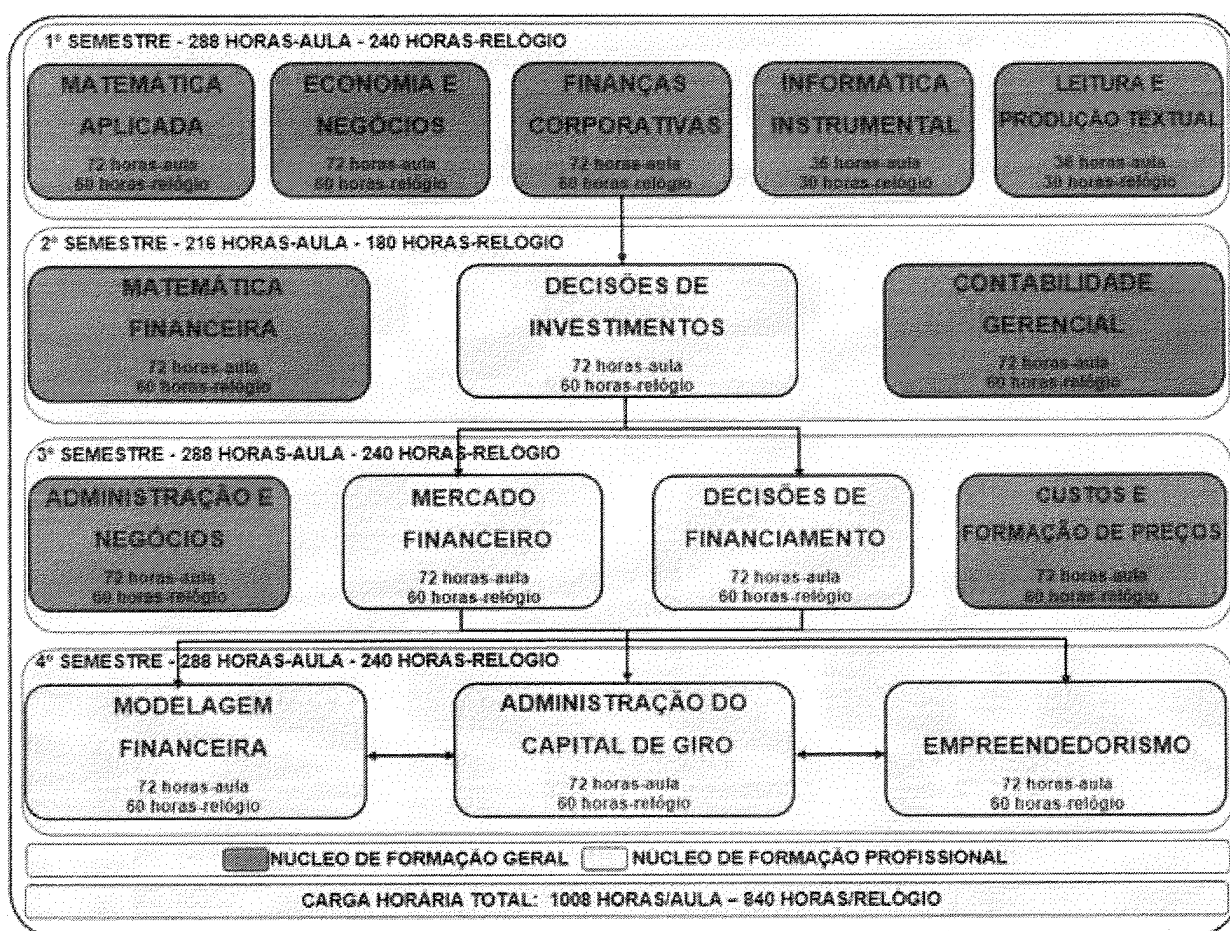 1º SEMESTRE - 288 HORAS-AULA - 240 HORAS-RELÓGIO
MATEMÁTICA
APLICADA
72 horas-aula
60 horas-relógio
ECONOMIA E
NEGÓCIOS
72 horas-aula
60 horas-relógio
FINANÇAS
CORPORATIVAS
72 horas-aula
60 horas-relógio
INFORMÁTICA
INSTRUMENTAL
36 horas-aula
30 horas-relógio
LEITURA E
PRODUÇÃO TEXTUAL
36 horas-aula
30 horas-relógio
2º SEMESTRE - 216 HORAS-AULA - 180 HORAS-RELÓGIO
MATEMÁTICA
FINANCEIRA
72 horas-aula
60 horas-relógio
DECISÕES DE
INVESTIMENTOS
72 horas-aula
60 horas-relógio
CONTABILIDADE
GERENCIAL
72 horas-aula
60 horas-relógio
3º SEMESTRE - 288 HORAS-AULA - 240 HORAS-RELÓGIO
ADMINISTRAÇÃO E
NEGÓCIOS
72 horas-aula
60 horas-relógio
MERCADO
FINANCEIRO
72 horas-aula
60 horas-relógio
DECISÕES DE
FINANCIAMENTO
72 horas-aula
60 horas-relógio
CUSTOS E
FORMAÇÃO DE PREÇOS
72 horas-aula
60 horas-relógio
4º SEMESTRE - 288 HORAS-AULA - 240 HORAS-RELÓGIO
MODELAGEM
FINANCEIRA
72 horas-aula
60 horas-relógio
ADMINISTRAÇÃO DO
CAPITAL DE GIRO
72 horas-aula
60 horas-relógio
EMPREENDEDORISMO
72 horas-aula
60 horas-relógio
NUCLEO DE FORMAÇÃO GERAL
NÚCLEO DE FORMAÇÃO PROFISSIONAL
CARGA HORÁRIA TOTAL: 1008 HORAS/AULA – 840 HORAS/RELÓGIO